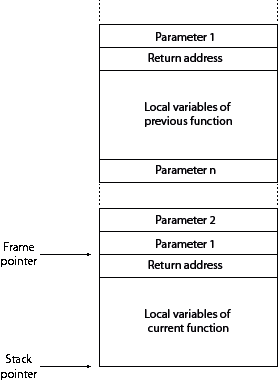 Parameter 1
Return address
Local variables of
previous function
Parameter n
Parameter 2
Frame
pointer
Parameter 1
Return address
Local variables of
current function
Stack
pointer